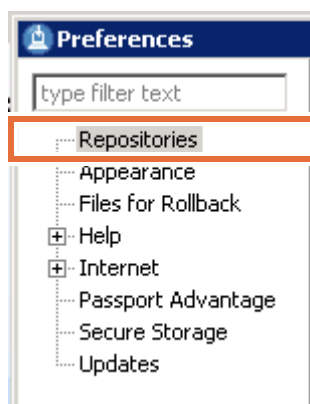 Preferences
type filter text
Repositories
Appearance
Files for Rollback
Help
Internet
Passport Advantage
Secure Storage
Updates